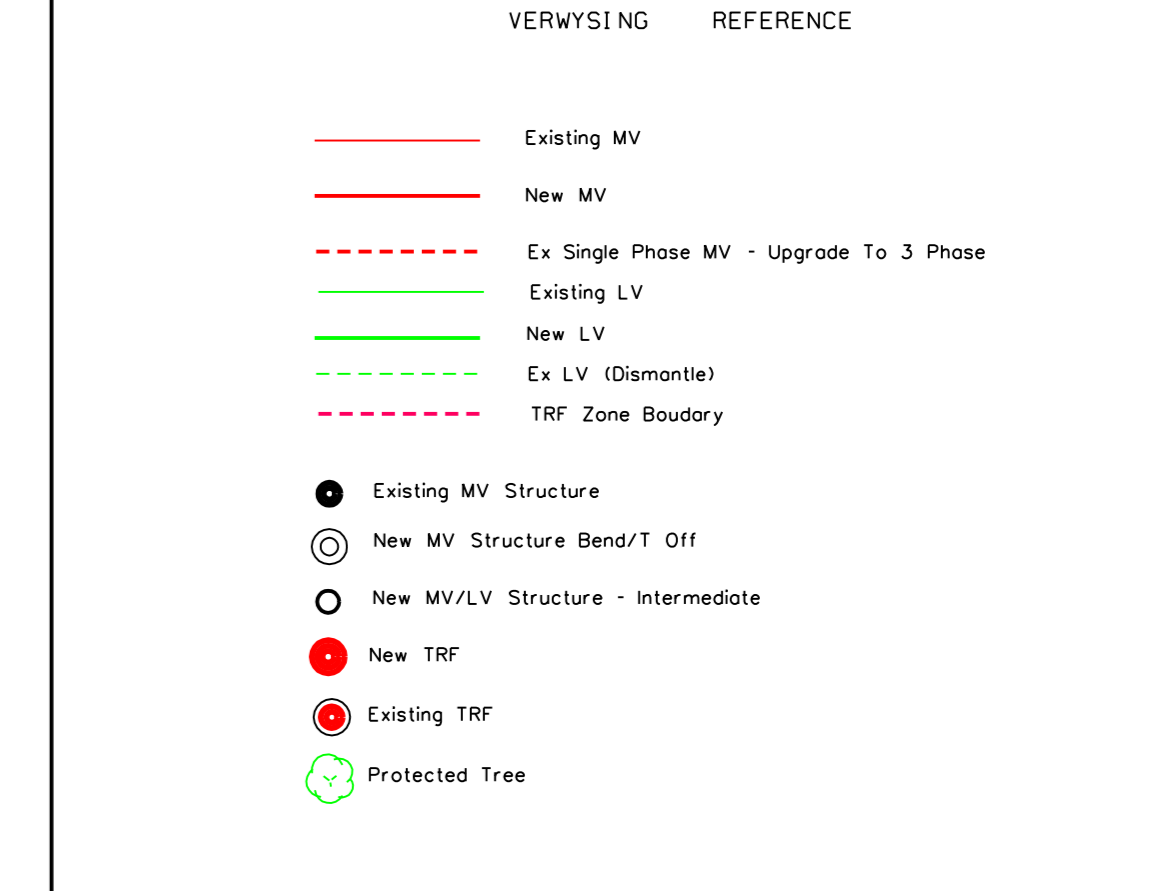 VERWYSING REFERENCE
Existing MV
New MV
Ex Single Phase MV - Upgrade To 3 Phase
Existing LV
New LV
Ex LV (Dismantle)
TRF Zone Boudary
Existing MV Structure
New MV Structure Bend/T Off
New MV/LV Structure - Intermediate
New TRF
Existing TRF
Protected Tree